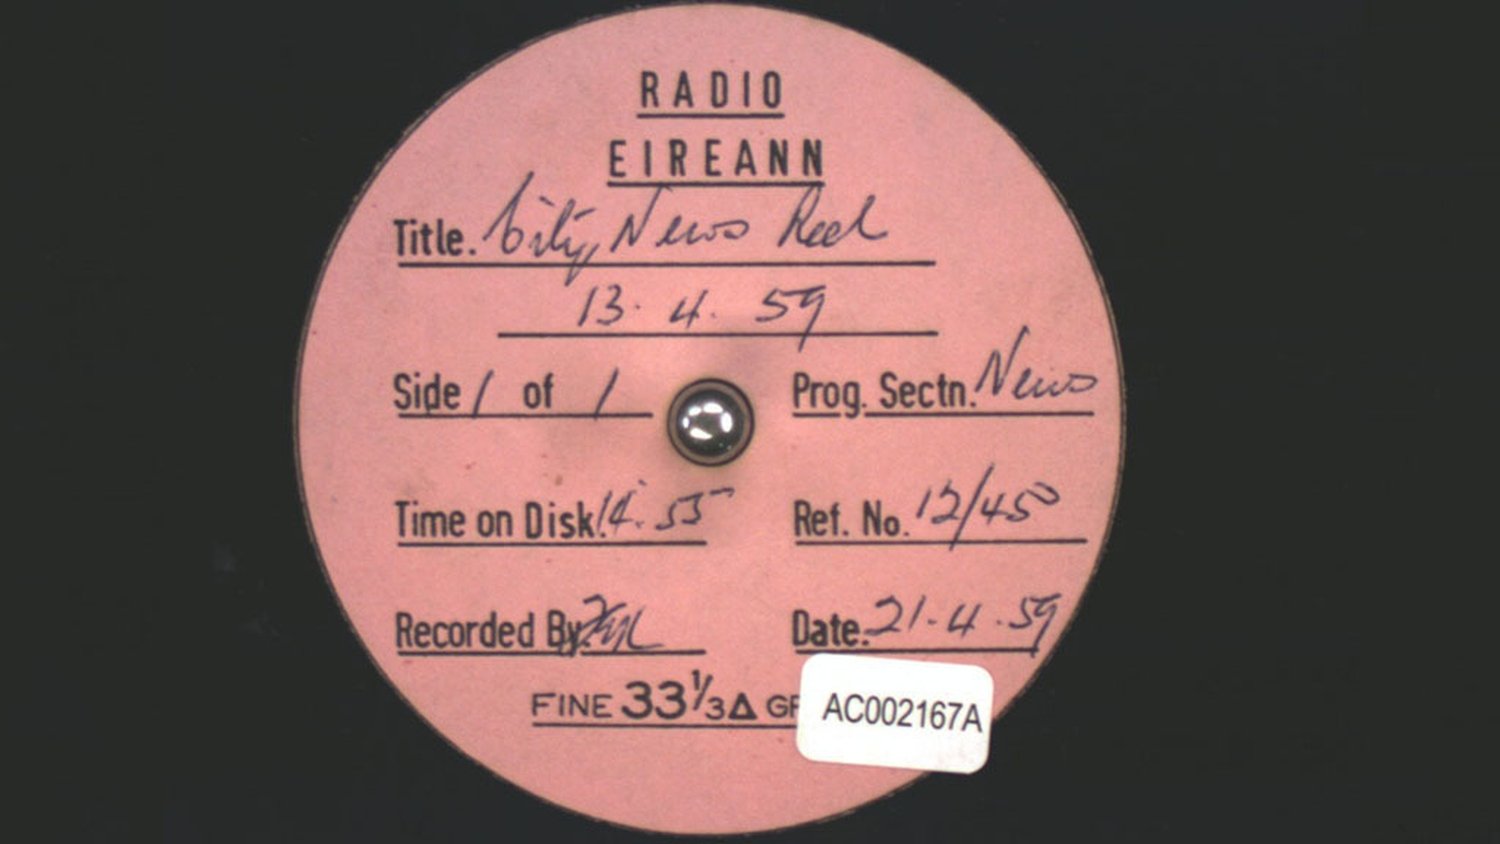 RADIO
EIREANN
Title. City News Reel
13. 4. 59
Side 1 of 1 Prog. Sectn. News
Time on Disk. 14. 55 Ref. No. 12/45
Recorded By. Date. 21.4.59
FINE 33⅓ Δ
AC002167A